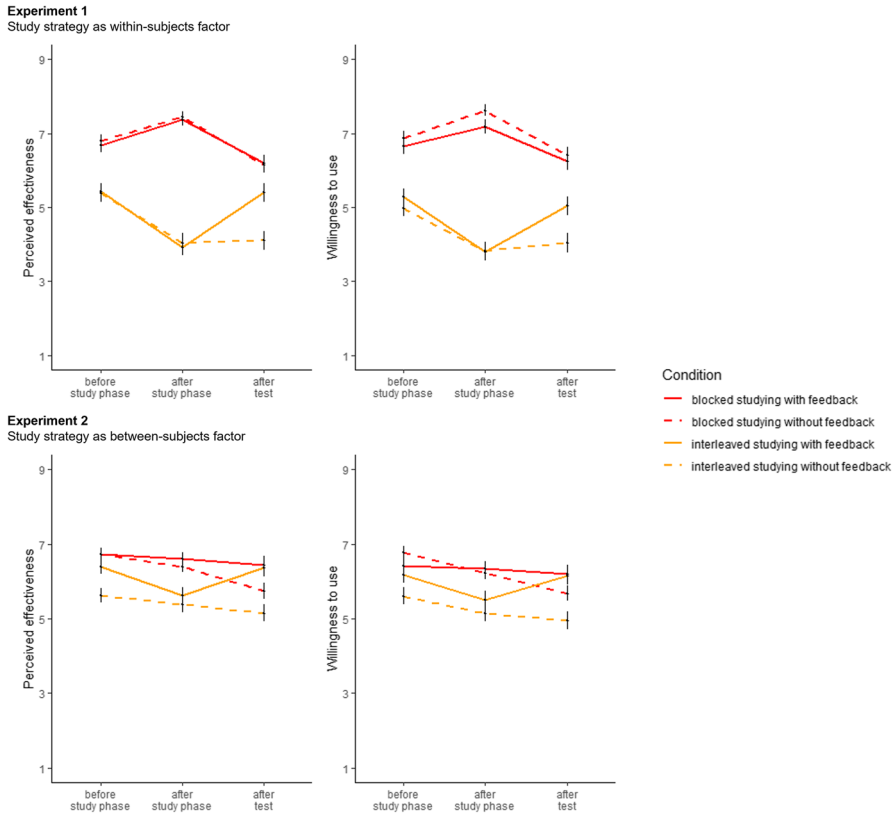 Experiment 1
Study strategy as within-subjects factor
9
7
5
3
1
Perceived effectiveness
before
study phase
after
study phase
after
test
9
7
5
3
1
Willingness to use
before
study phase
after
study phase
after
test
Condition
blocked studying with feedback
blocked studying without feedback
interleaved studying with feedback
interleaved studying without feedback
Experiment 2
Study strategy as between-subjects factor
9
7
5
3
1
Perceived effectiveness
before
study phase
after
study phase
after
test
9
7
5
3
1
Willingness to use
before
study phase
after
study phase
after
test